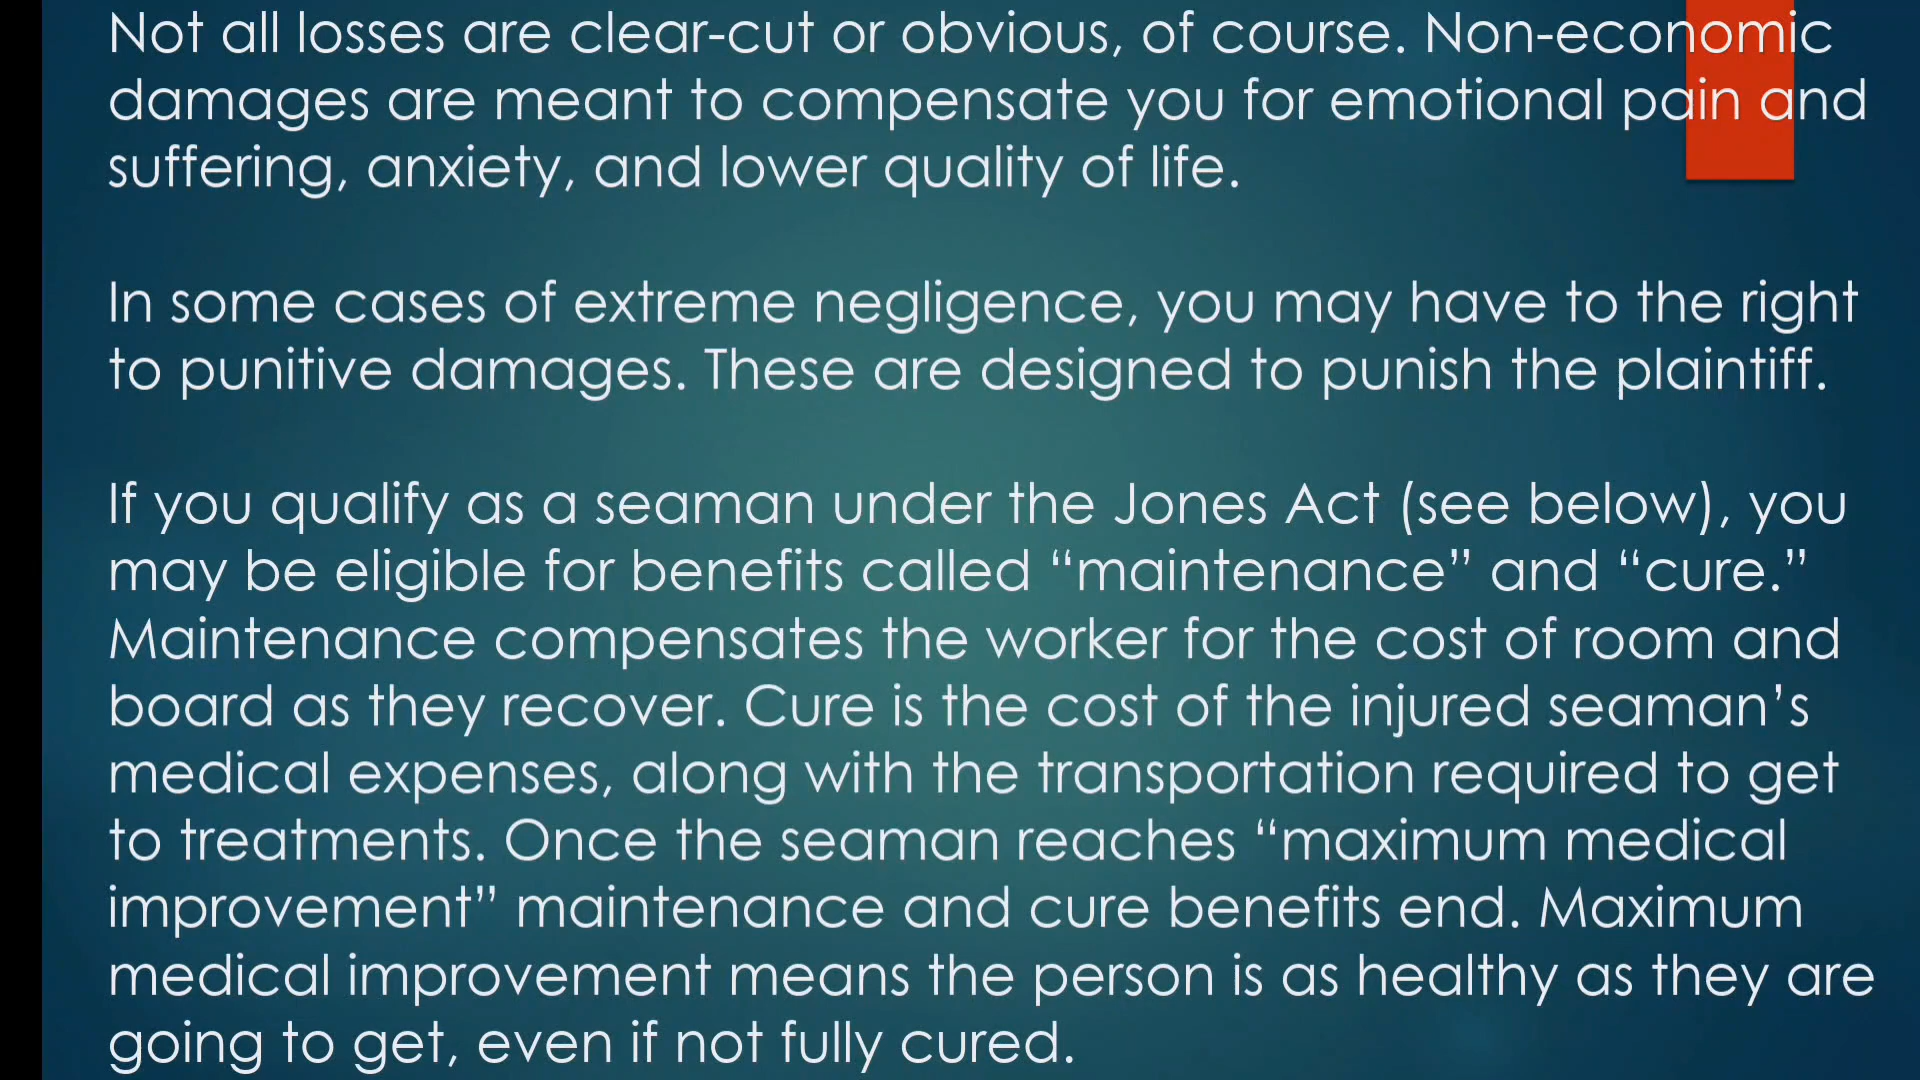 Not all losses are clear-cut or obvious, of course. Non-economic
damages are meant to compensate you for emotional pain and
suffering, anxiety, and lower quality of life.
In some cases of extreme negligence, you may have to the right
to punitive damages. These are designed to punish the plaintiff.
If you qualify as a seaman under the Jones Act (see below), you
may be eligible for benefits called “maintenance” and “cure.”
Maintenance compensates the worker for the cost of room and
board as they recover. Cure is the cost of the injured seaman’s
medical expenses, along with the transportation required to get
to treatments. Once the seaman reaches “maximum medical
improvement” maintenance and cure benefits end. Maximum
medical improvement means the person is as healthy as they are
going to get, even if not fully cured.